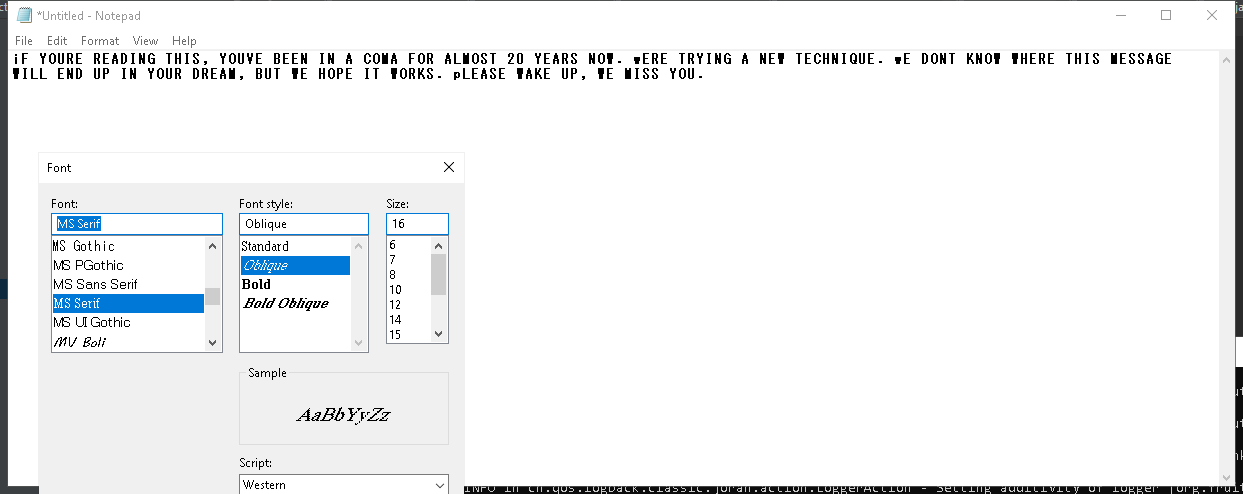 *Untitled - Notepad
File Edit Format View Help
iF YOURE READING THIS, YOUVE BEEN IN A COMA FOR ALMOST 20 YEARS NOW. wERE TRYING A NEW TECHNIQUE. wE DONT KNOW WHERE THIS MESSAGE
WILL END UP IN YOUR DREAM, BUT WE HOPE IT WORKS. pLEASE WAKE UP, WE MISS YOU.
Font
Font: Font style: Size:
MS Serif Oblique 16
MS Gothic Standard 6
MS PGothic Oblique 7
MS Sans Serif Bold 8
MS Serif Bold Oblique 10
MS UI Gothic 12
MV Boli 14
15
Sample
AaBbYyZz
Script:
Western
INFO in ch.qos.logback.classic.joran.action.LoggerAction - Setting additivity of logger